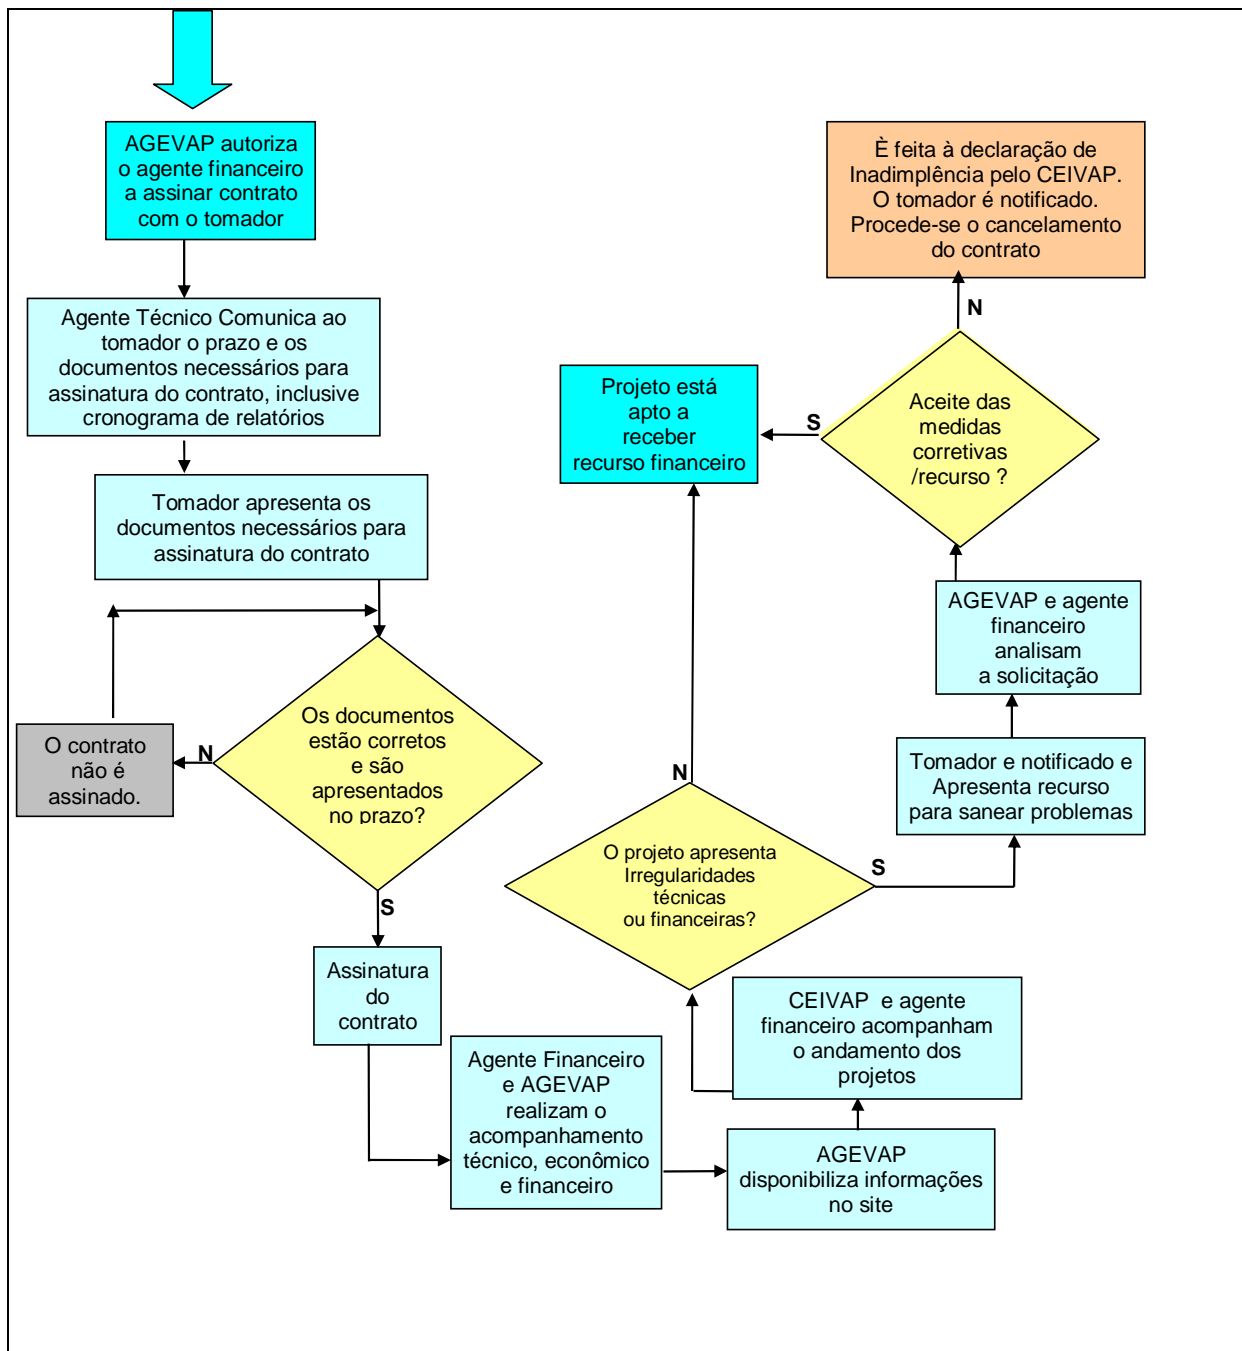 AGEVAP autoriza
o agente financeiro
a assinar contrato
com o tomador
Agente Técnico Comunica ao
tomador o prazo e os
documentos necessários para
assinatura do contrato, inclusive
cronograma de relatórios
Tomador apresenta os
documentos necessários para
assinatura do contrato
Os documentos
estão corretos
e são
apresentados
no prazo?
N
O contrato
não é
assinado.
S
Assinatura
do
contrato
Agente Financeiro
e AGEVAP
realizam o
acompanhamento
técnico, econômico
e financeiro
AGEVAP
disponibiliza informações
no site
CEIVAP e agente
financeiro acompanham
o andamento dos
projetos
O projeto apresenta
Irregularidades
técnicas
ou financeiras?
N
S
Tomador e notificado e
Apresenta recurso
para sanear problemas
AGEVAP e agente
financeiro
analisam
a solicitação
Aceite das
medidas
corretivas
/recurso ?
S
Projeto está
apto a
receber
recurso financeiro
N
È feita à declaração de
Inadimplência pelo CEIVAP.
O tomador é notificado.
Procede-se o cancelamento
do contrato